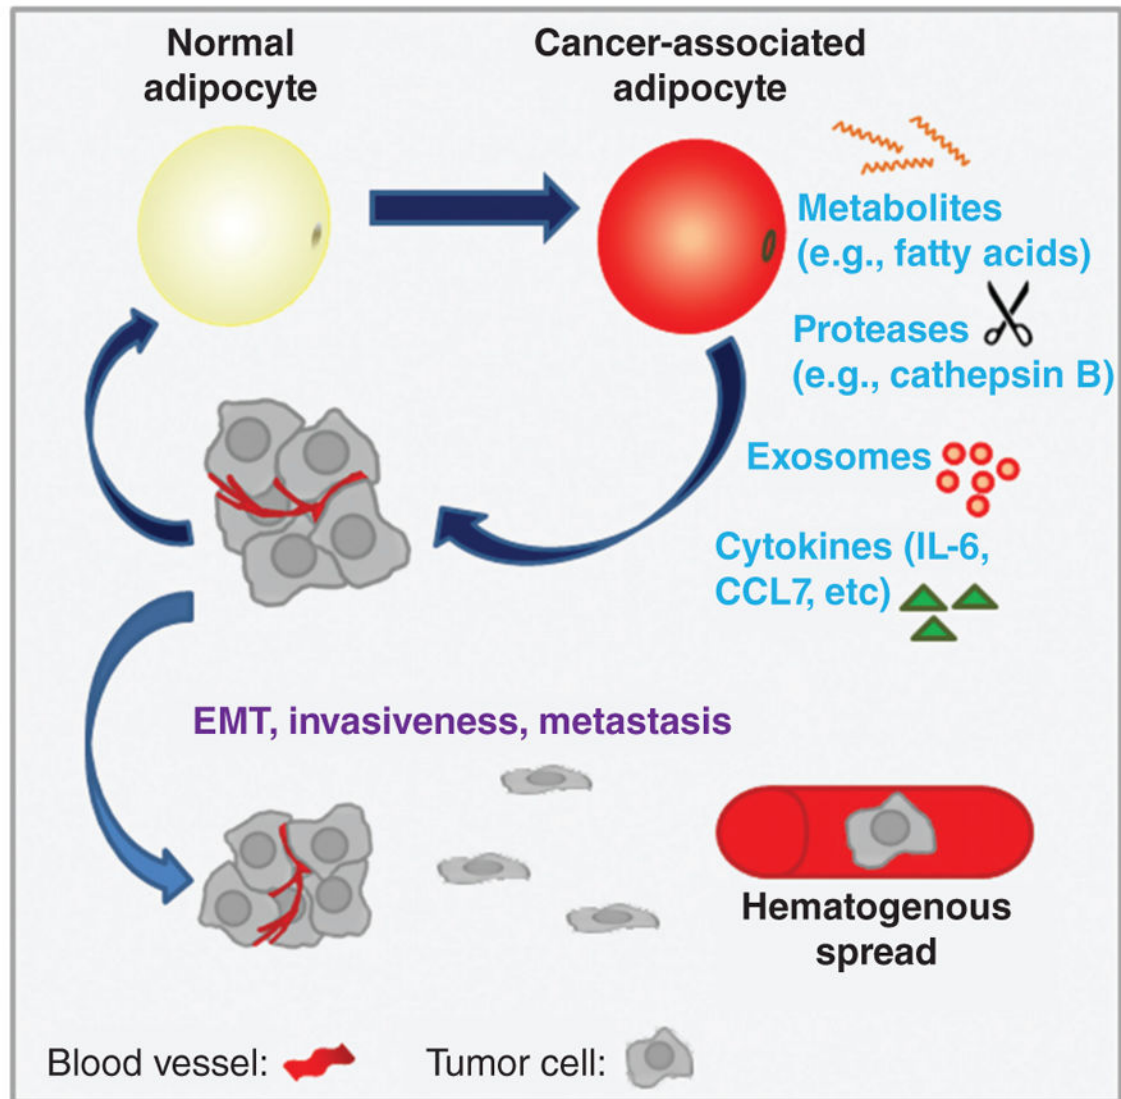 Normal
adipocyte
Cancer-associated
adipocyte
Metabolites
(e.g., fatty acids)
Proteases
(e.g., cathepsin B)
Exosomes
Cytokines (IL-6,
CCL7, etc)
EMT, invasiveness, metastasis
Hematogenous
spread
Blood vessel:
Tumor cell: